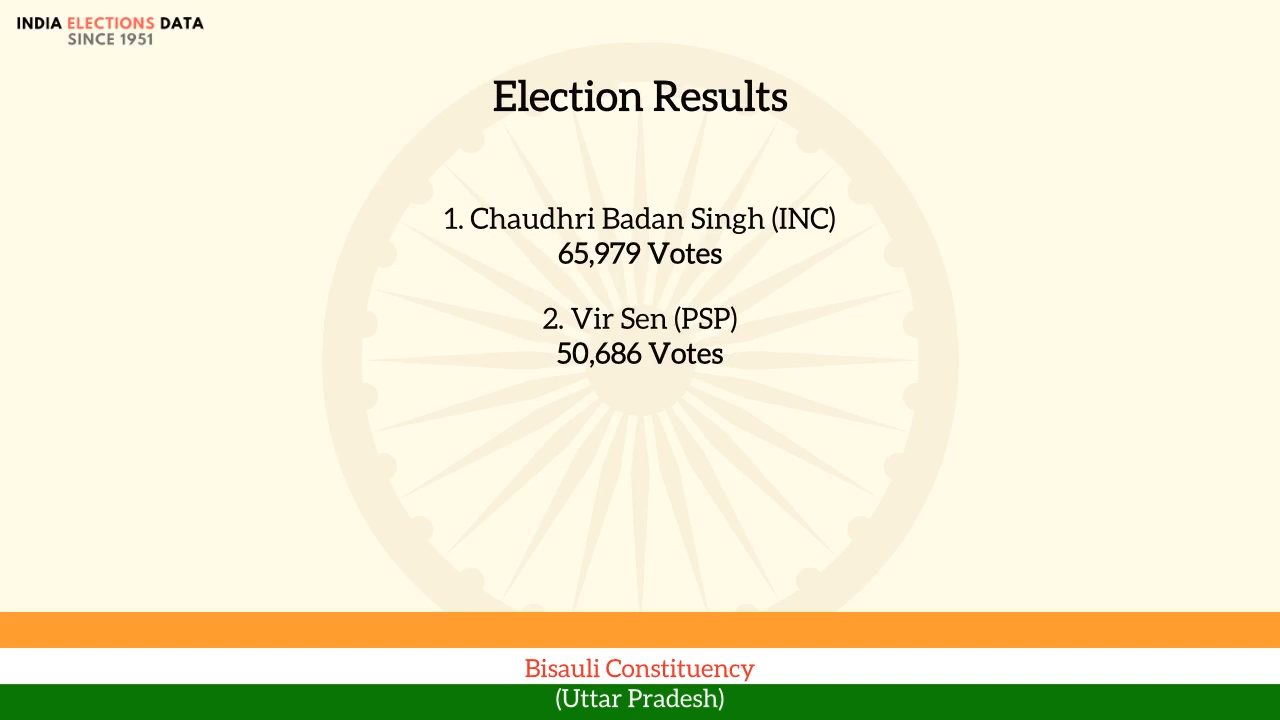 INDIA ELECTIONS DATA
SINCE 1951
Election Results
1. Chaudhri Badan Singh (INC)
65,979 Votes
2. Vir Sen (PSP)
50,686 Votes
Bisauli Constituency
(Uttar Pradesh)